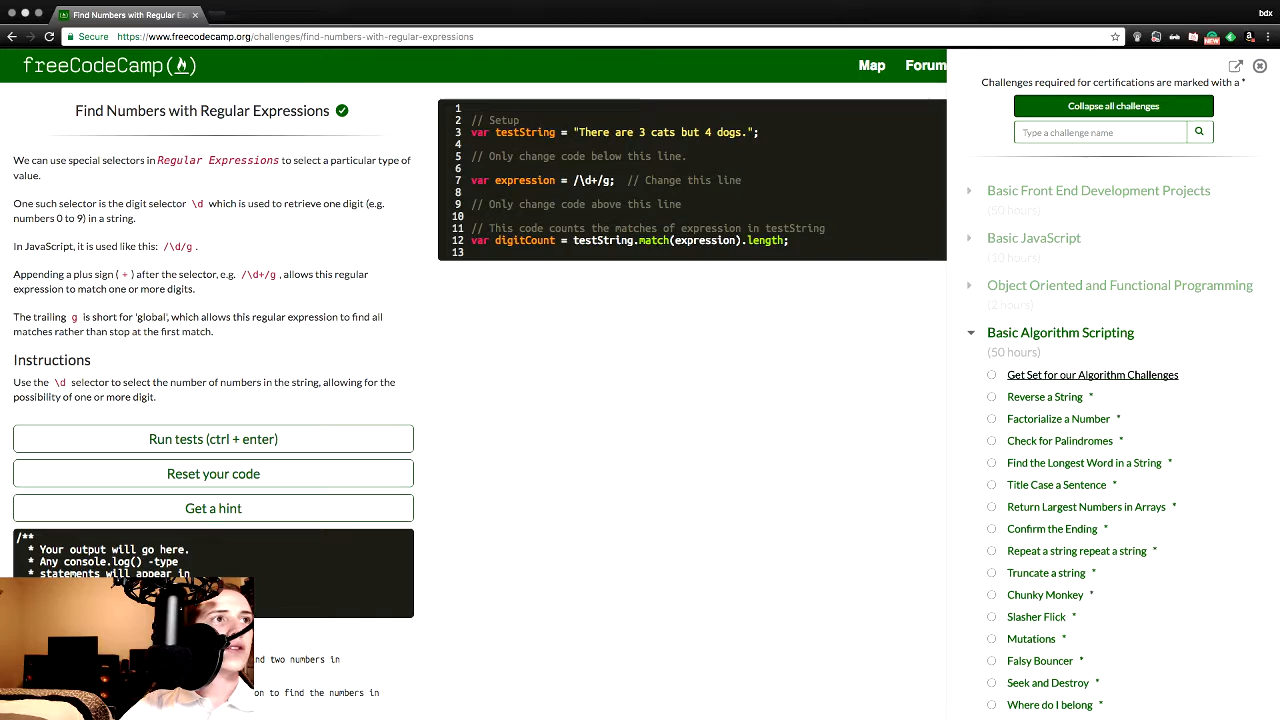 Find Numbers with Regular Ex
bdx
Secure
https://www.freecodecamp.org/challenges/find-numbers-with-regular-expressions
NEW
freeCodeCamp
Map
Forum
Find Numbers with Regular Expressions
We can use special selectors in Regular Expressions to select a particular type of
value.
One such selector is the digit selector \d which is used to retrieve one digit (e.g.
numbers 0 to 9) in a string.
In JavaScript, it is used like this: /\d/g .
Appending a plus sign ( + ) after the selector, e.g. /\d+/g , allows this regular
expression to match one or more digits.
The trailing g is short for 'global', which allows this regular expression to find all
matches rather than stop at the first match.
Instructions
Use the \d selector to select the number of numbers in the string, allowing for the
possibility of one or more digit.
Run tests (ctrl + enter)
Reset your code
Get a hint
/**
* Your output will go here.
* Any console.log() -type
* statements will appear in
nd two numbers in
on to find the numbers in
1
2 // Setup
3 var testString = "There are 3 cats but 4 dogs.";
4
5 // Only change code below this line.
6
7 var expression = /\d+/g; // Change this line
8
9 // Only change code above this line
10
11 // This code counts the matches of expression in testString
12 var digitCount = testString.match(expression).length;
13
Challenges required for certifications are marked with a *
Collapse all challenges
Type a challenge name
Basic Front End Development Projects
(50 hours)
Basic JavaScript
(10 hours)
Object Oriented and Functional Programming
(2 hours)
Basic Algorithm Scripting
(50 hours)
Get Set for our Algorithm Challenges
Reverse a String *
Factorialize a Number *
Check for Palindromes *
Find the Longest Word in a String *
Title Case a Sentence *
Return Largest Numbers in Arrays *
Confirm the Ending *
Repeat a string repeat a string *
Truncate a string *
Chunky Monkey *
Slasher Flick *
Mutations *
Falsy Bouncer *
Seek and Destroy *
Where do I belong *